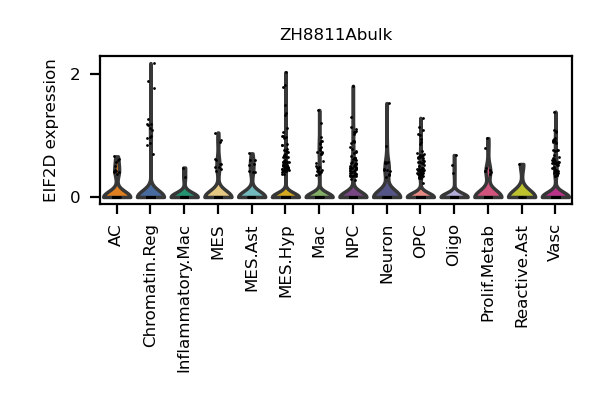 ZH8811Abulk
EIF2D expression
2
0
AC
Chromatin.Reg
Inflammatory.Mac
MES
MES.Ast
MES.Hyp
Mac
NPC
Neuron
OPC
Oligo
Prolif.Metab
Reactive.Ast
Vasc